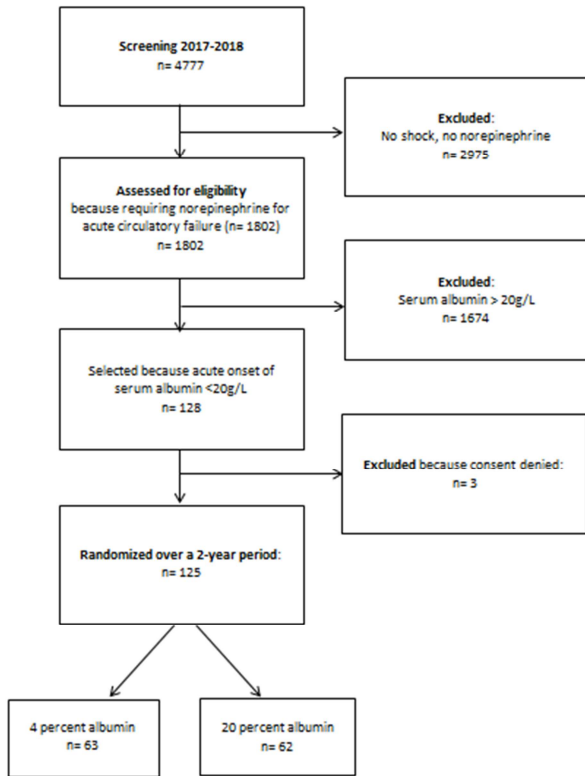 Screening 2017-2018
n= 4777
Excluded:
No shock, no norepinephrine
n= 2975
Assessed for eligibility
because requiring norepinephrine for
acute circulatory failure (n= 1802)
n= 1802
Excluded:
Serum albumin > 20g/L
n= 1674
Selected because acute onset of
serum albumin <20g/L
n= 128
Excluded because consent denied:
n= 3
Randomized over a 2-year period:
n= 125
4 percent albumin
n= 63
20 percent albumin
n= 62